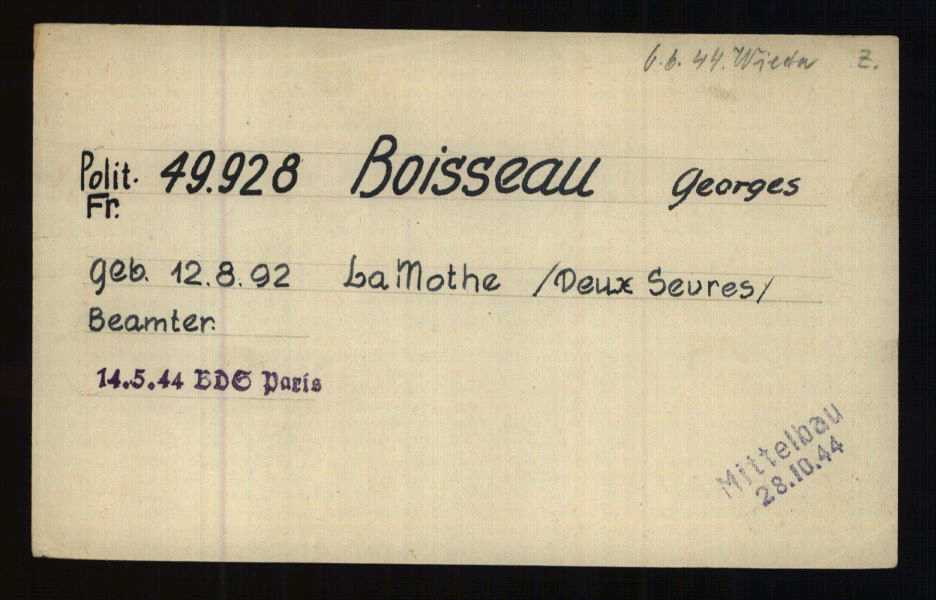 6.6.44. Wieda Z.
Polit. 49.928 Boisseau Georges
Fr.
geb. 12.8.92 La Mothe /Deux Sevres/
Beamter.
14.5.44 BDS Paris
Mittelbau
28.10.44